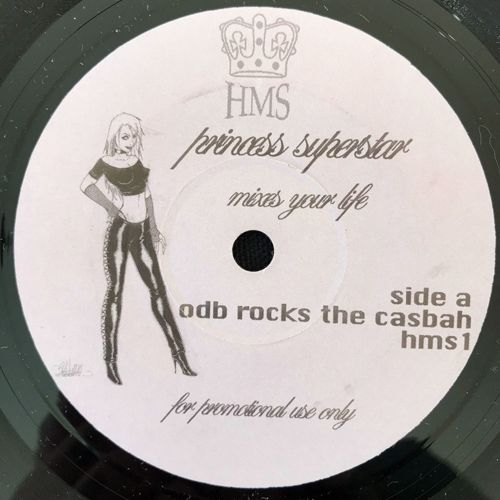 HMS
princess superstar
mixes your life
side a
odb rocks the casbah
hms1
for promotional use only